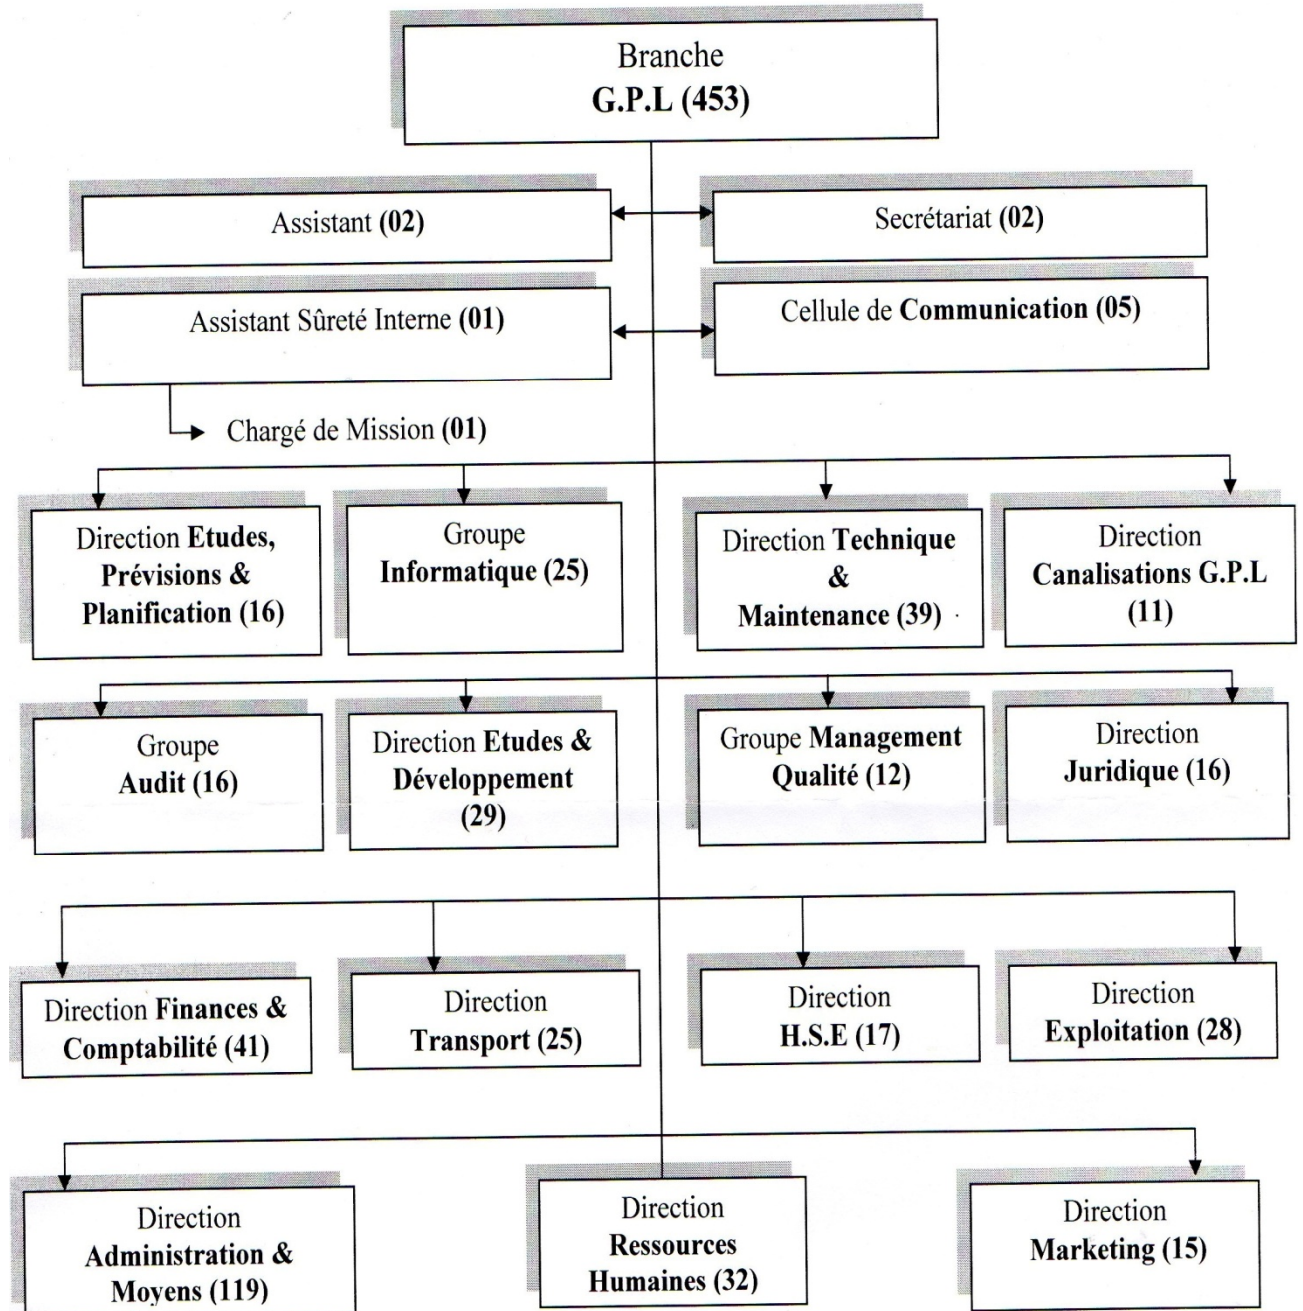 Branche
G.P.L (453)
Assistant (02)
Secrétariat (02)
Assistant Sûreté Interne (01)
Cellule de Communication (05)
Chargé de Mission (01)
Direction Etudes,
Prévisions &
Planification (16)
Groupe
Informatique (25)
Direction Technique
&
Maintenance (39)
Direction
Canalisations G.P.L
(11)
Groupe
Audit (16)
Direction Etudes &
Développement
(29)
Groupe Management
Qualité (12)
Direction
Juridique (16)
Direction Finances &
Comptabilité (41)
Direction
Transport (25)
Direction
H.S.E (17)
Direction
Exploitation (28)
Direction
Administration &
Moyens (119)
Direction
Ressources
Humaines (32)
Direction
Marketing (15)